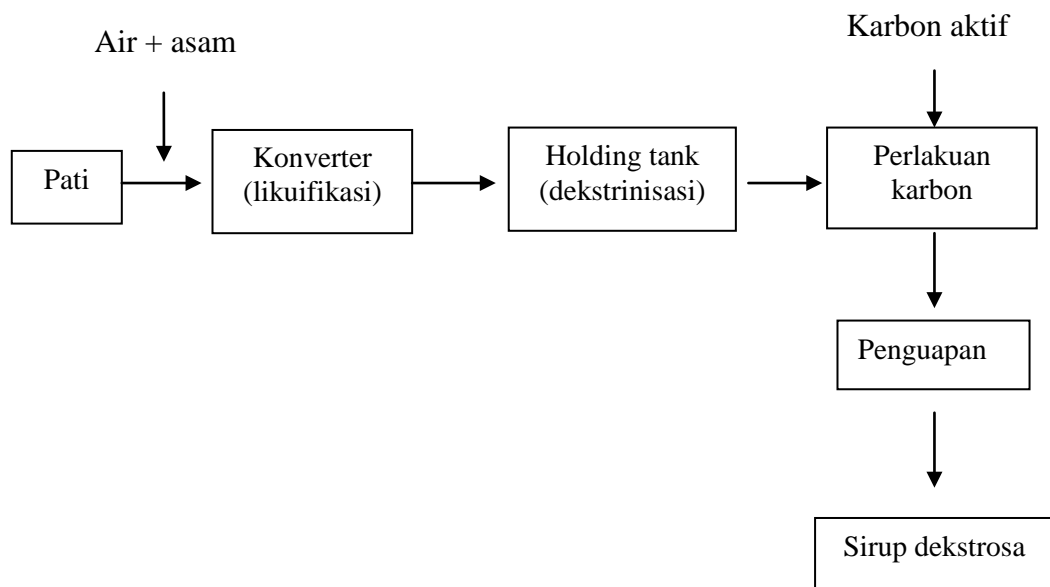 Air + asam
Karbon aktif
Pati
Konverter
(likuifikasi)
Holding tank
(dekstrinisasi)
Perlakuan
karbon
Penguapan
Sirup dekstrosa